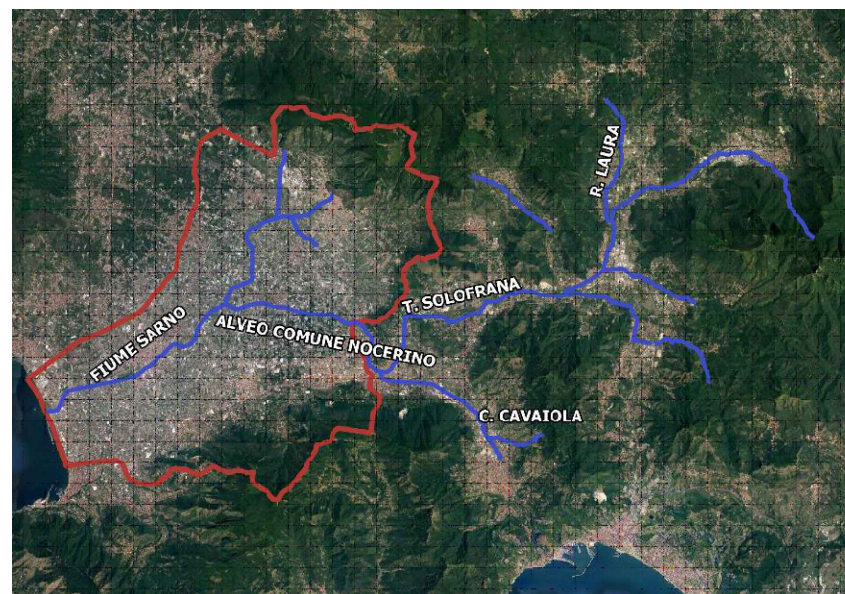 R. LAURA
T. SOLOFRANA
FIUME SARNO
ALVEO COMUNE NOCERINO
C. CAVAIOLA